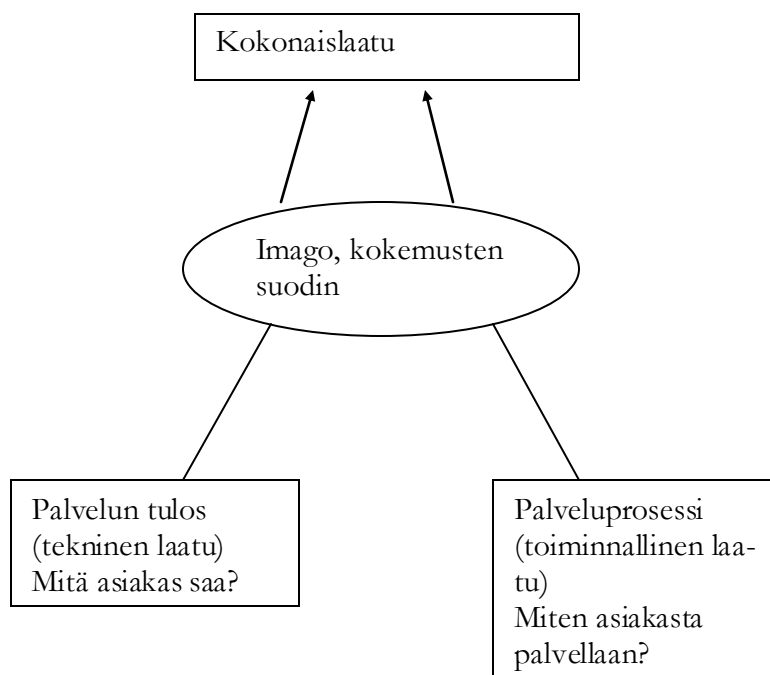 Kokonaislaatu
Imago, kokemusten
suodin
Palvelun tulos
(tekninen laatu)
Mitä asiakas saa?
Palveluprosessi
(toiminnallinen laa-
tu)
Miten asiakasta
palvellaan?